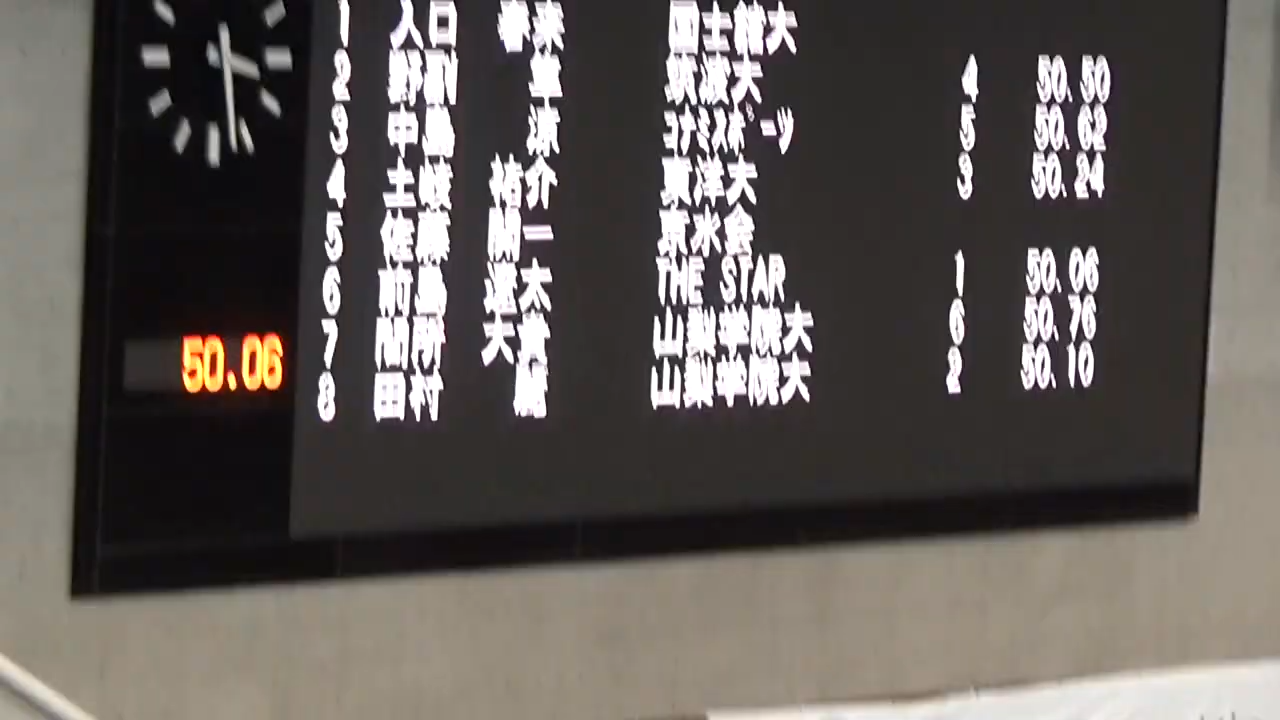 1 入口 春来 国士舘大
2 野副 草 筑波大 4 50.50
3 中島 涼 コナミスポーツ 5 50.62
4 土岐 祐介 東洋大 3 50.24
5 佐藤 開一 京水会
6 前島 遼太 THE STAR 1 50.06
7 間所 大貴 山梨学院大 6 50.76
8 田村 山梨学院大 2 50.10
50.06